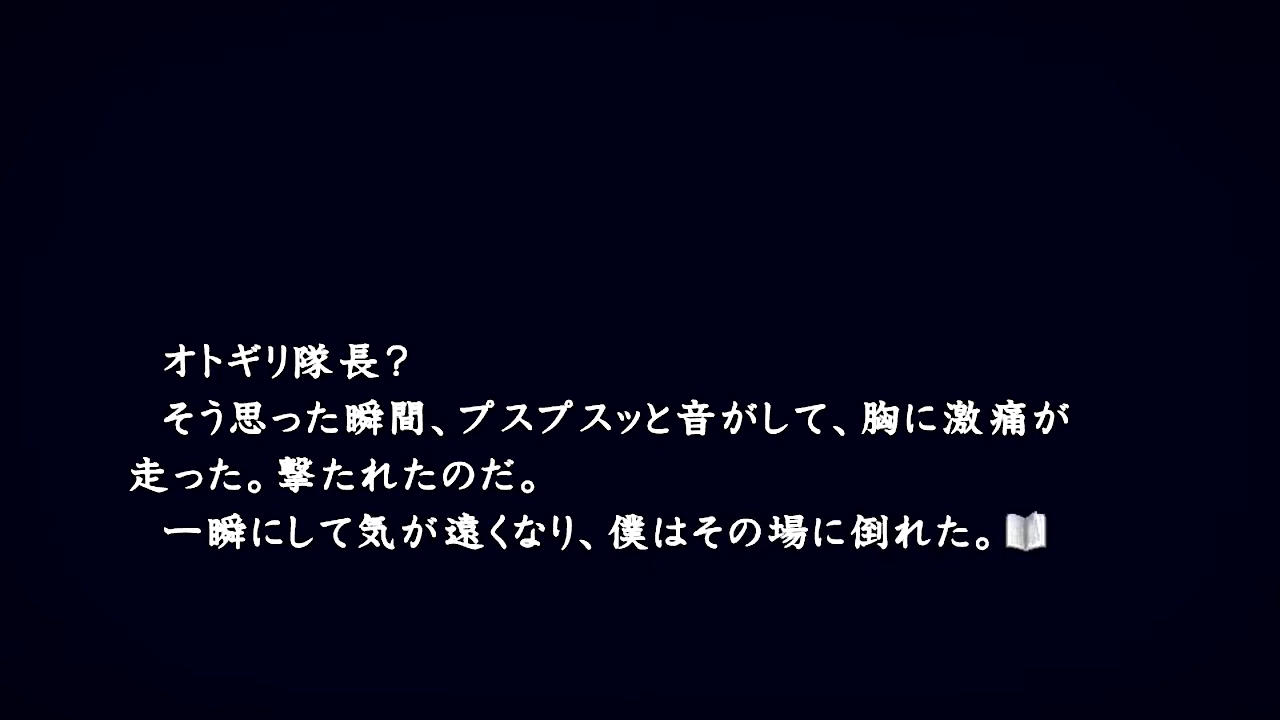 オトギリ隊長？
そう思った瞬間、プスプスッと音がして、胸に激痛が
走った。撃たれたのだ。
一瞬にして気が遠くなり、僕はその場に倒れた。